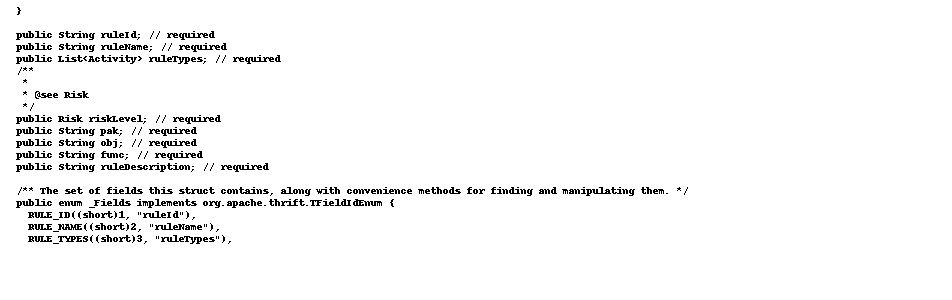 }
public String ruleId; // required
public String ruleName; // required
public List<Activity> ruleTypes; // required
/**
 *
 * @see Risk
 */
public Risk riskLevel; // required
public String pak; // required
public String obj; // required
public String func; // required
public String ruleDescription; // required
/** The set of fields this struct contains, along with convenience methods for finding and manipulating them. */
public enum _Fields implements org.apache.thrift.TFieldIdEnum {
  RULE_ID((short)1, "ruleId"),
  RULE_NAME((short)2, "ruleName"),
  RULE_TYPES((short)3, "ruleTypes"),